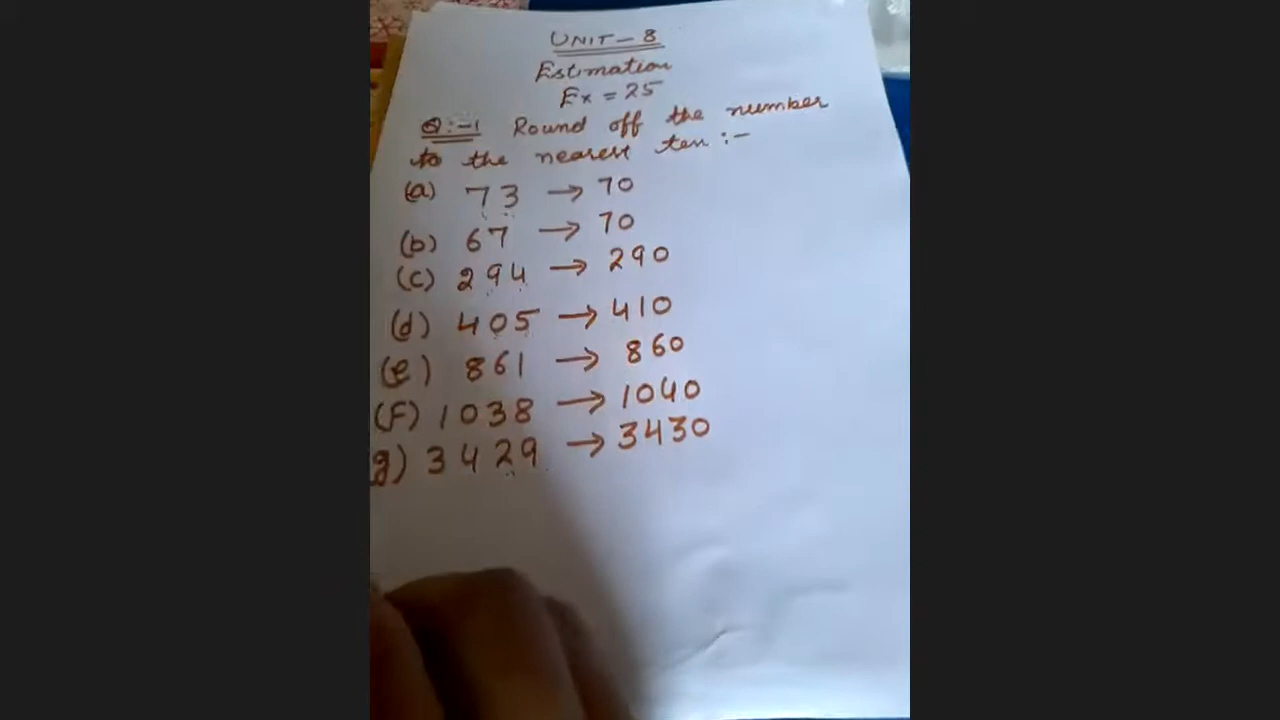 UNIT-8
Estimation
Ex = 25
Q:-1 Round off the number
to the nearest ten :-
(a) 73 → 70
(b) 67 → 70
(c) 294 → 290
(d) 405 → 410
(e) 861 → 860
(F) 1038 → 1040
g) 3429 → 3430